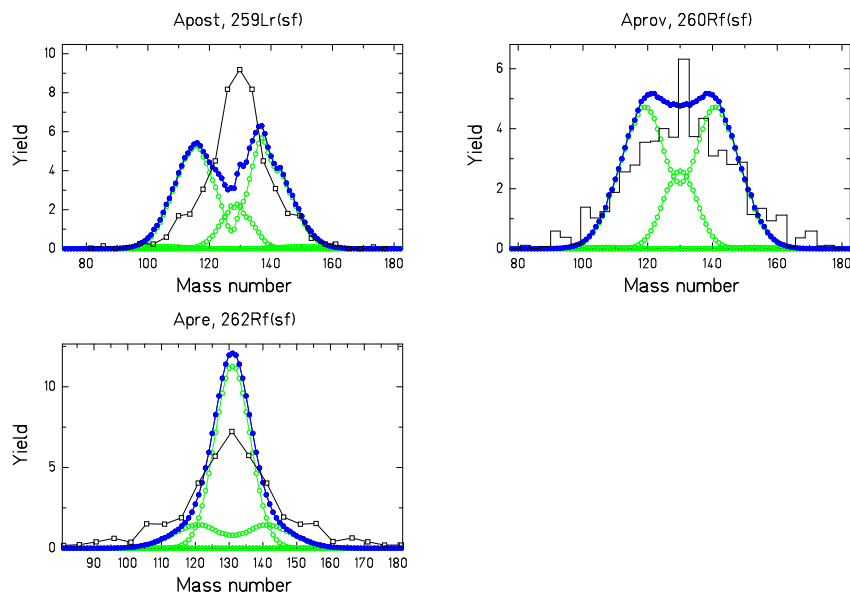 Apost, 259Lr(sf)
Yield
10
8
6
4
2
0
80 100 120 140 160 180
Mass number
Aprov, 260Rf(sf)
Yield
6
4
2
0
80 100 120 140 160 180
Mass number
Apre, 262Rf(sf)
Yield
10
5
0
90 100 110 120 130 140 150 160 170 180
Mass number